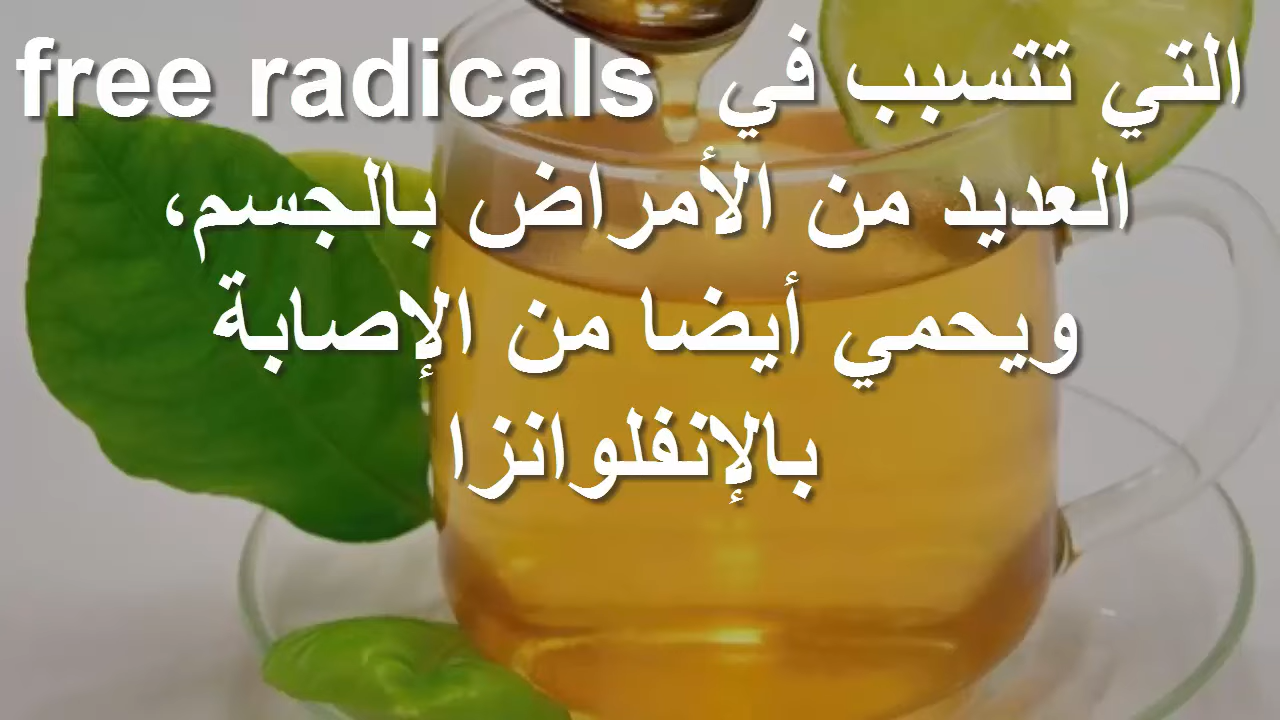 free radicals التي تتسبب في
العديد من الأمراض بالجسم،
ويحمي أيضا من الإصابة
بالإنفلوانزا